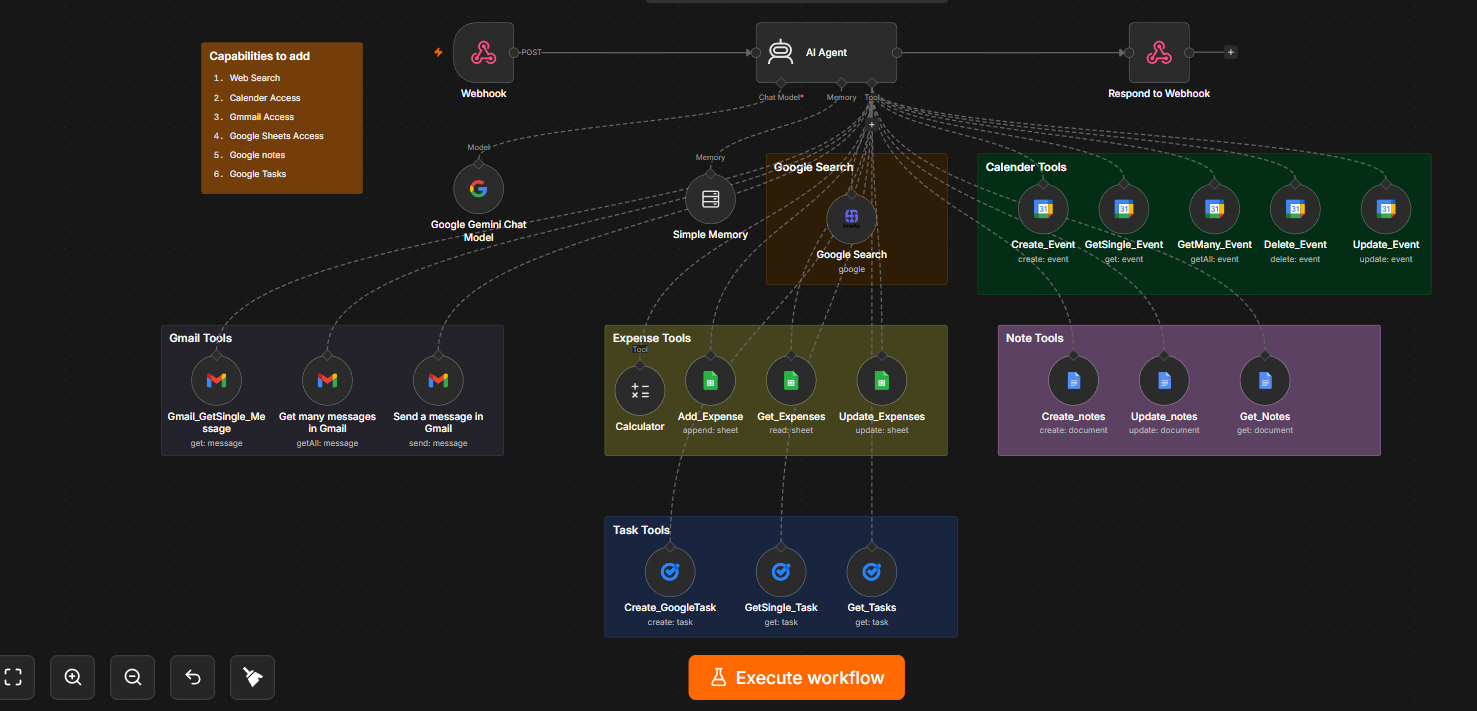 Capabilities to add
1. Web Search
2. Calender Access
3. Gmmail Access
4. Google Sheets Access
5. Google notes
6. Google Tasks
POST
Webhook
AI Agent
Chat Model*
Memory
Tool
+
Respond to Webhook
+
Model
Google Gemini Chat
Model
Memory
Simple Memory
Google Search
Google Search
google
Calender Tools
31
31
31
31
31
Create_Event
create: event
GetSingle_Event
get: event
GetMany_Event
getAll: event
Delete_Event
delete: event
Update_Event
update: event
Gmail Tools
Gmail_GetSingle_Me
ssage
get: message
Get many messages
in Gmail
getAll: message
Send a message in
Gmail
send: message
Expense Tools
Tool
Calculator
Add_Expense
append: sheet
Get_Expenses
read: sheet
Update_Expenses
update: sheet
Note Tools
Create_notes
create: document
Update_notes
update: document
Get_Notes
get: document
Task Tools
Create_GoogleTask
create: task
GetSingle_Task
get: task
Get_Tasks
get: task
Execute workflow